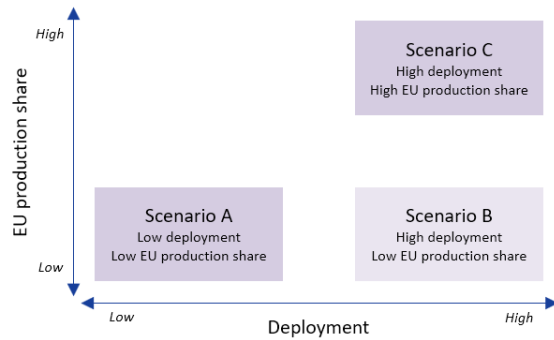 High
EU production share
Low
Scenario C
High deployment
High EU production share
Scenario A
Low deployment
Low EU production share
Scenario B
High deployment
Low EU production share
Low
High
Deployment